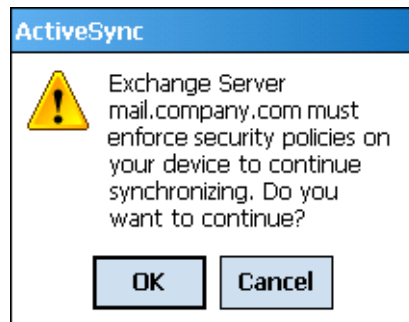 ActiveSync
Exchange Server
mail.company.com must
enforce security policies on
your device to continue
synchronizing. Do you
want to continue?
OK Cancel